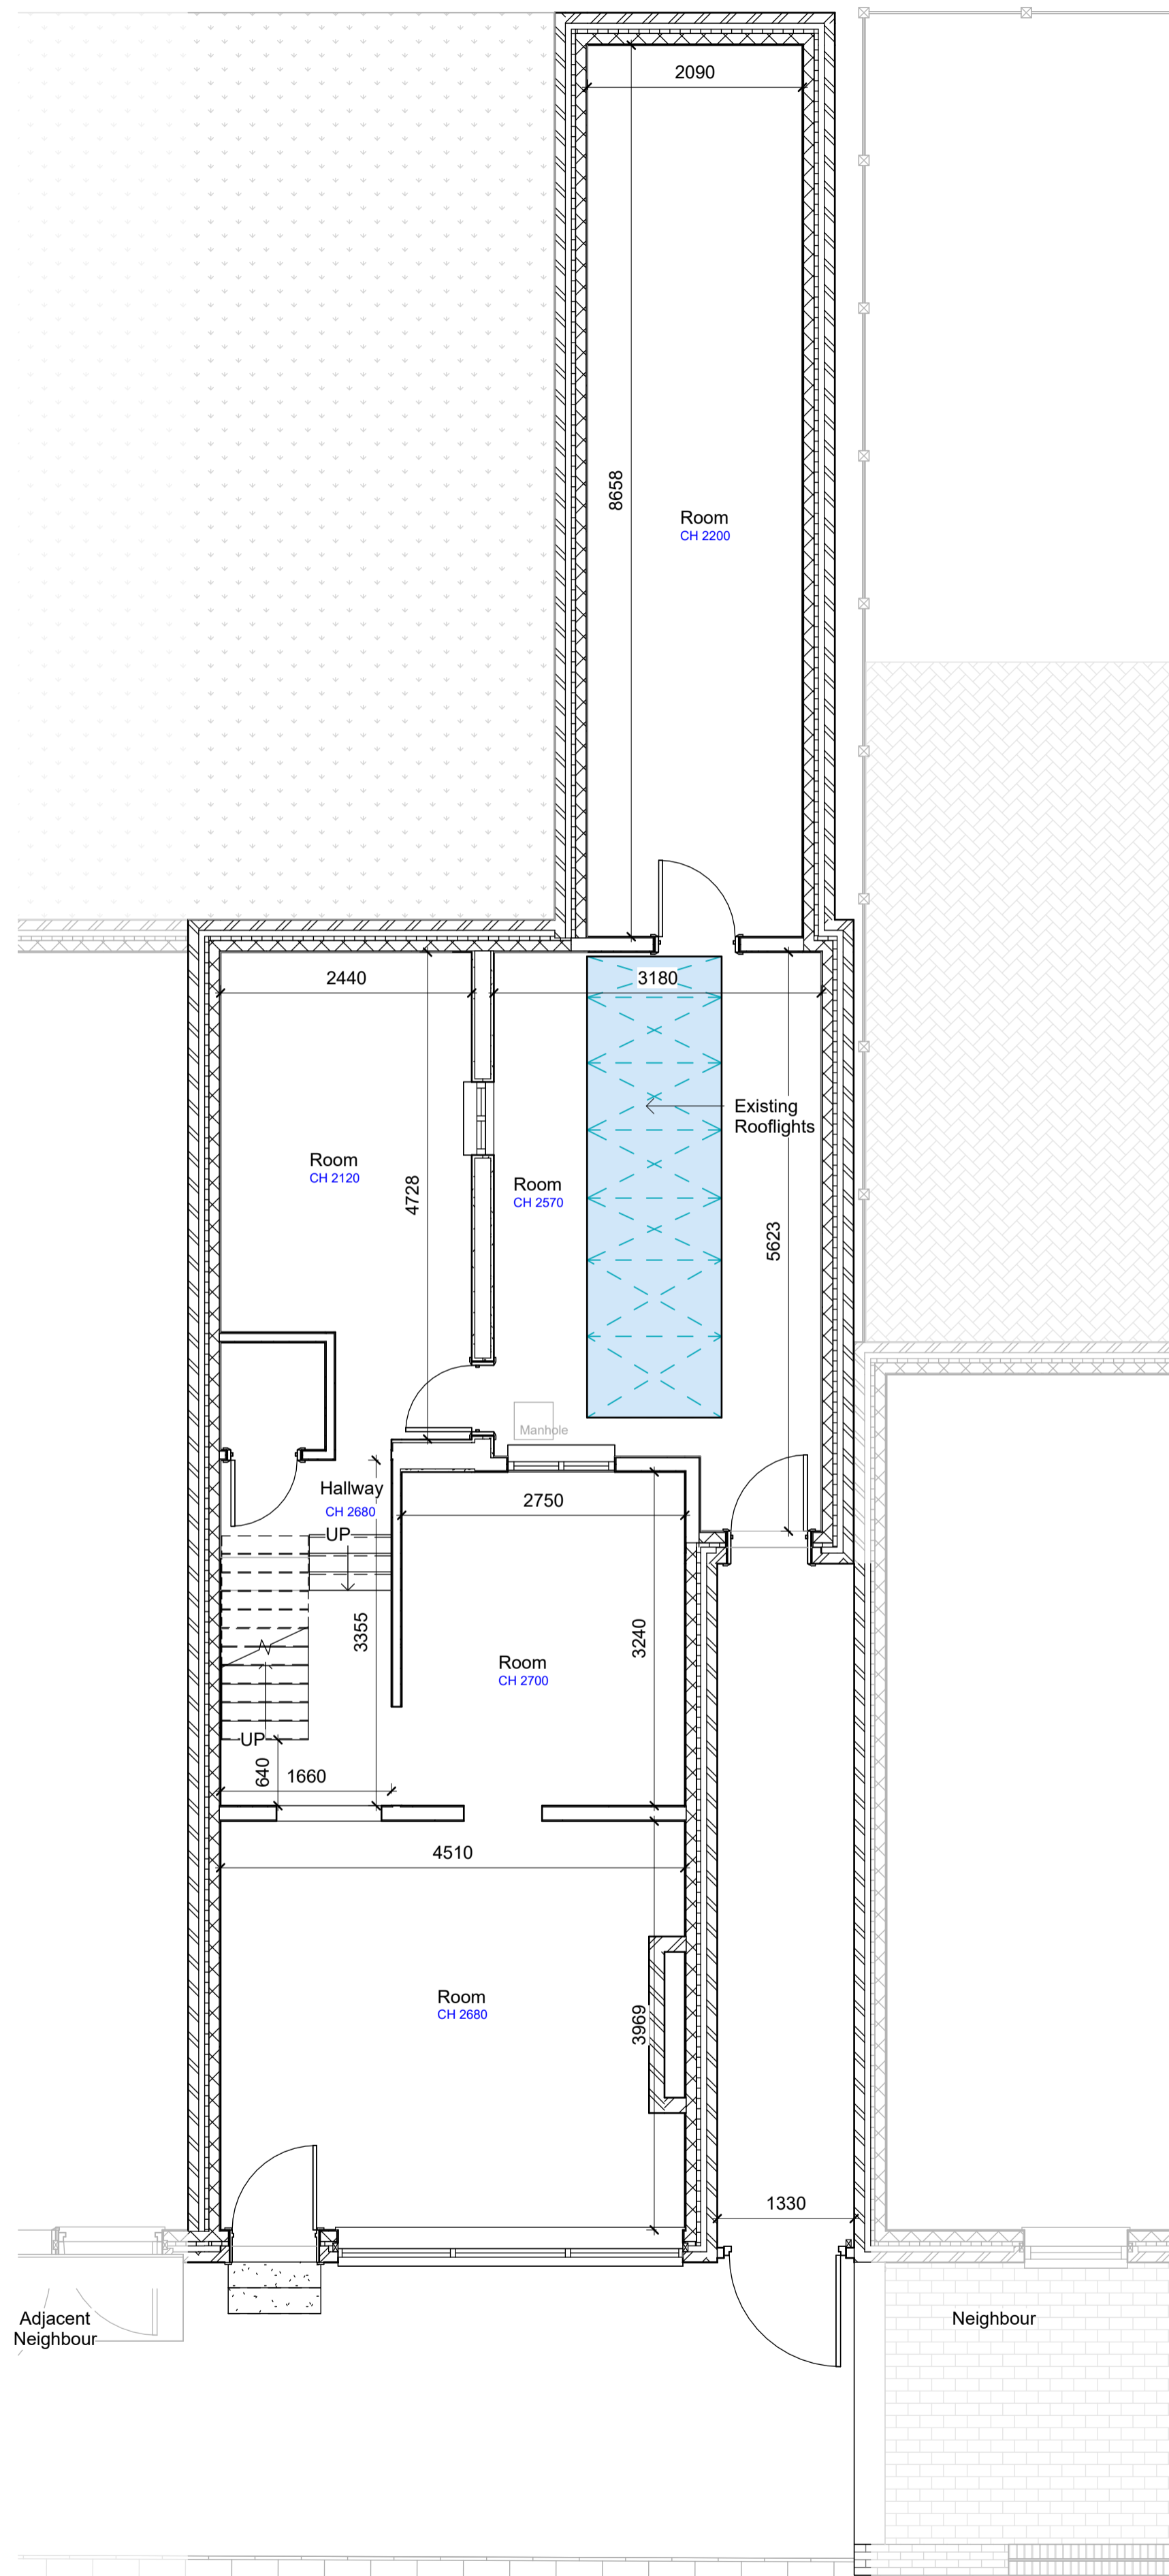 2090
8658
Room
CH 2200
2440
3180
Existing
Rooflights
Room
CH 2120
4728
Room
CH 2570
5623
Manhole
Hallway
CH 2680
2750
UP
3355
3240
Room
CH 2700
UP
640
1660
4510
Room
CH 2680
3969
1330
Adjacent
Neighbour
Neighbour